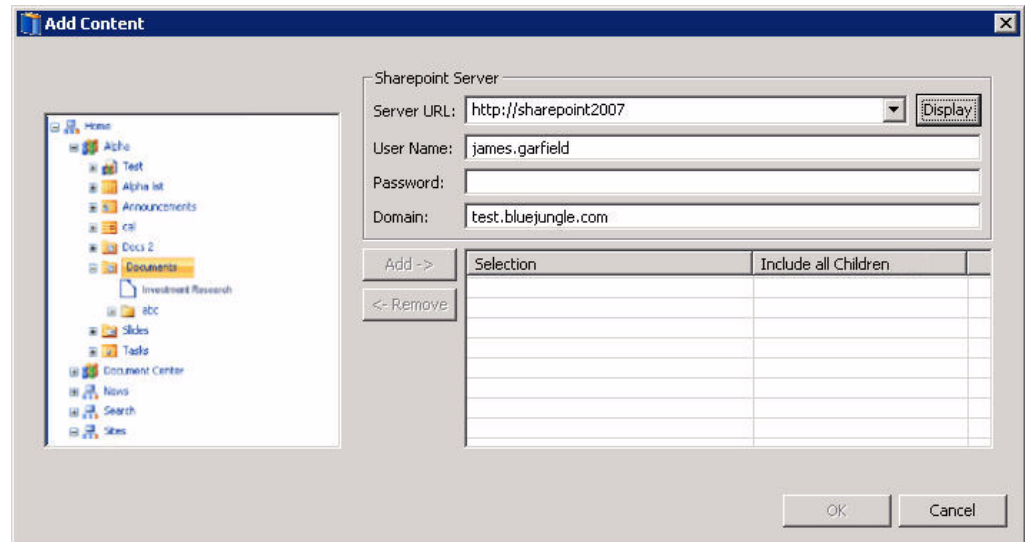 Add Content
Home
Alpha
Test
Alpha list
Announcements
cal
Docs 2
Documents
Investment Research
abc
Slides
Tasks
Document Center
News
Search
Sites
Sharepoint Server
Server URL: http://sharepoint2007 Display
User Name: james.garfield
Password:
Domain: test.bluejungle.com
Add -> Selection Include all Children
<- Remove
OK Cancel